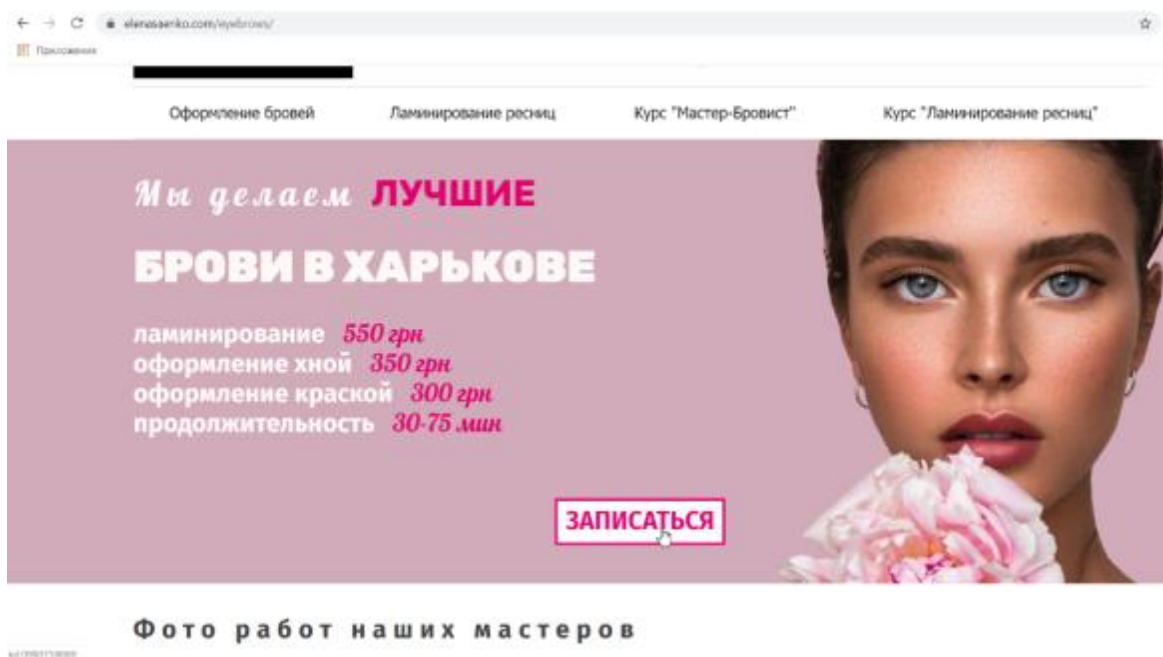 elenasaenko.com/eyebrows/
Приложения
Оформление бровей Ламинирование ресниц Курс "Мастер-Бровист" Курс "Ламинирование ресниц"
Мы делаем ЛУЧШИЕ
БРОВИ В ХАРЬКОВЕ
ламинирование 550 грн
оформление хной 350 грн
оформление краской 300 грн
продолжительность 30-75 мин
ЗАПИСАТЬСЯ
Фото работ наших мастеров